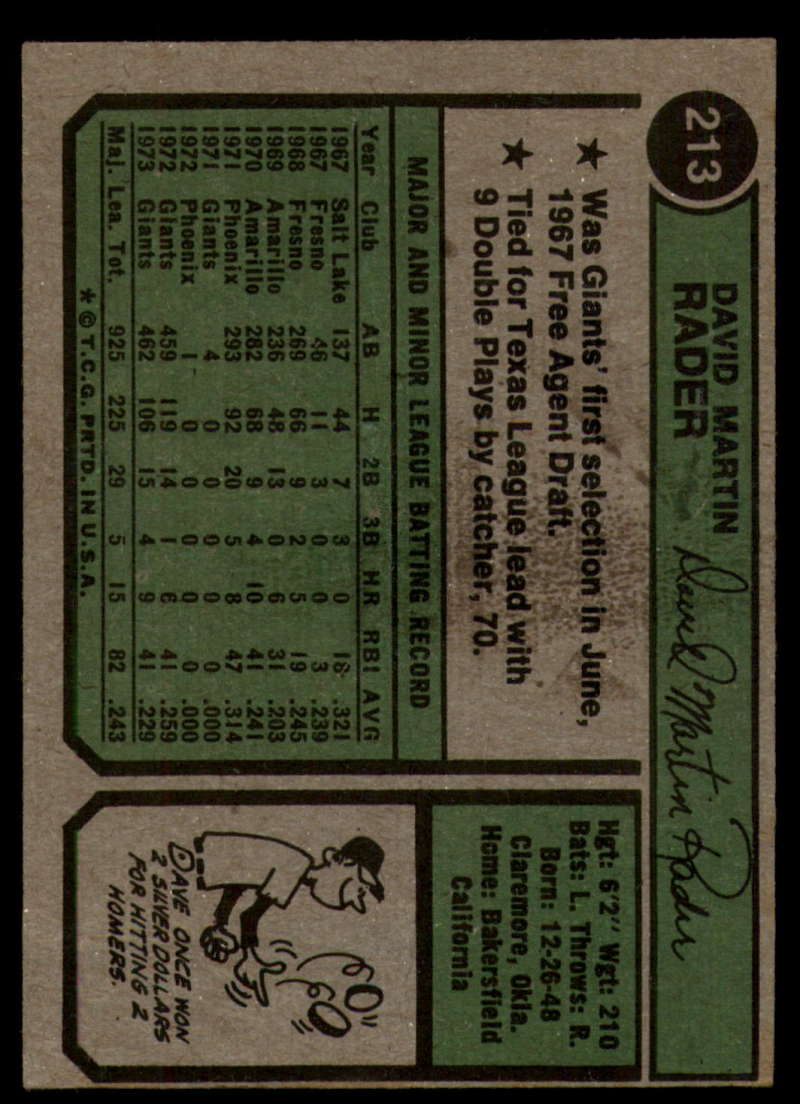 213
DAVID MARTIN
RADER
David Martin Rader
★ Was Giants' first selection in June,
1967 Free Agent Draft.
★ Tied for Texas League lead with
9 Double Plays by catcher, 70.
MAJOR AND MINOR LEAGUE BATTING RECORD
Year Club AB H 2B 3B HR RBI AVG
1967 Salt Lake 137 44 7 3 0 18 .321
1967 Fresno 46 11 3 0 0 3 .239
1968 Fresno 269 66 9 2 5 19 .245
1969 Amarillo 236 48 13 0 6 31 .203
1970 Amarillo 282 68 9 4 10 41 .241
1971 Phoenix 293 92 20 5 8 47 .314
1971 Giants 4 0 0 0 0 0 .000
1972 Phoenix 1 0 0 0 0 0 .000
1972 Giants 459 119 14 1 6 41 .259
1973 Giants 462 106 15 4 9 41 .229
Maj. Lea. Tot. 925 225 29 5 15 82 .243
* © T.C.G. PRTD. IN U.S.A.
Hgt: 6'2" Wgt: 210
Bats: L. Throws: R.
Born: 12-26-48
Claremore, Okla.
Home: Bakersfield
California
DAVE ONCE WON
2 SILVER DOLLARS
FOR HITTING 2
HOMERS.